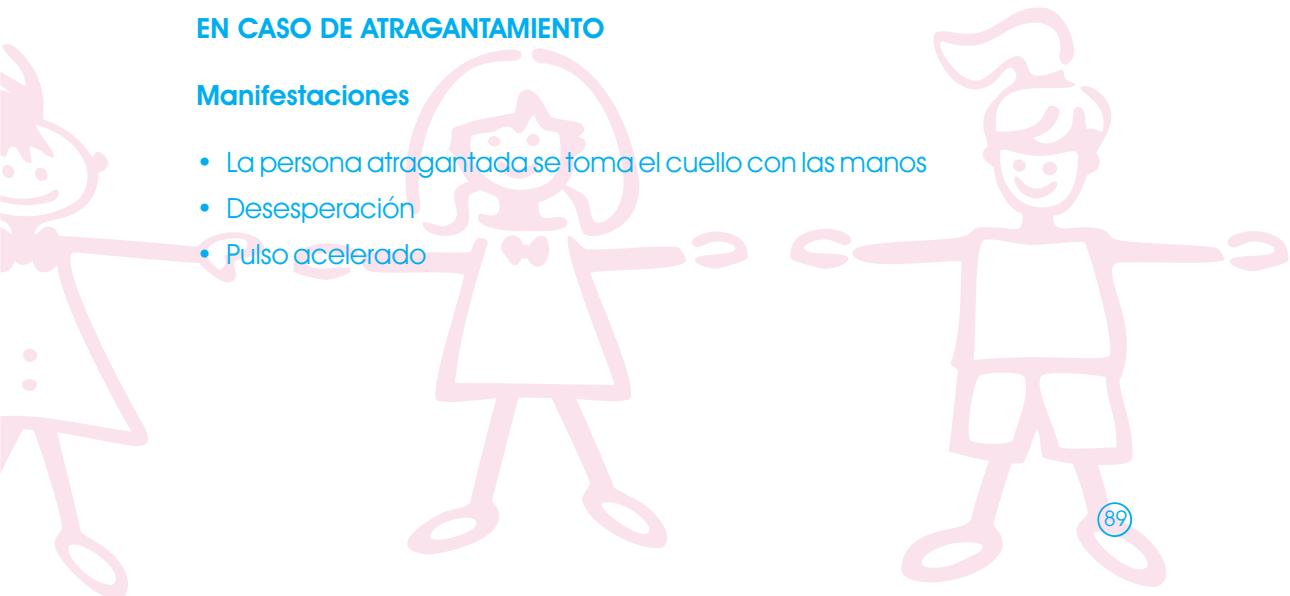 EN CASO DE ATRAGANTAMIENTO
Manifestaciones
• La persona atragantada se toma el cuello con las manos
• Desesperación
• Pulso acelerado
89